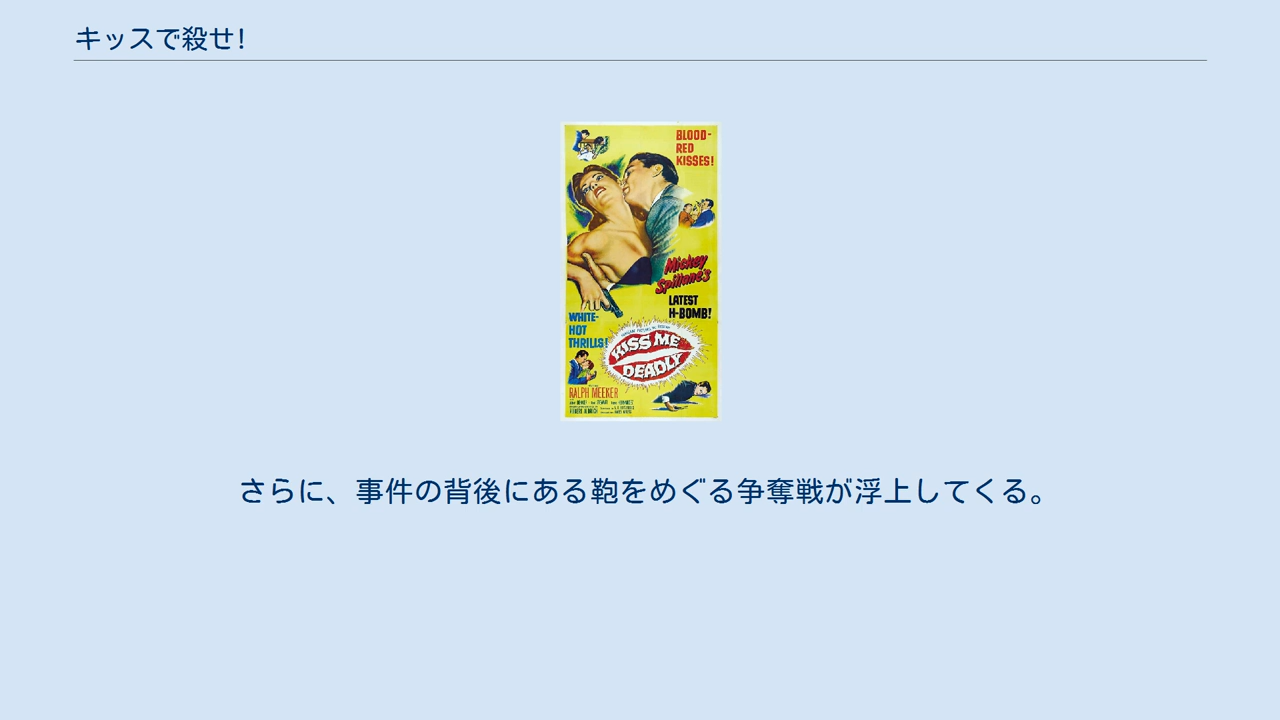 キッスで殺せ!
BLOOD-
RED
KISSES!
Mickey
Spillane's
LATEST
H-BOMB!
WHITE-
HOT
THRILLS!
KISS ME
DEADLY
RALPH MEEKER
さらに、事件の背後にある鞄をめぐる争奪戦が浮上してくる。